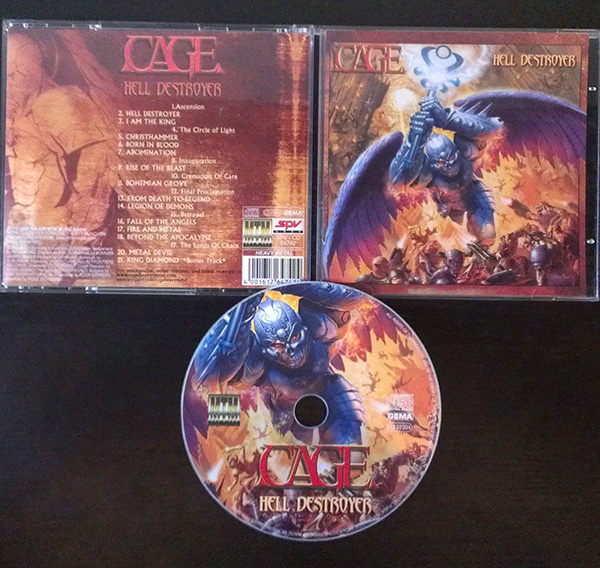 CAGE
HELL DESTROYER
1.Ascension
2. HELL DESTROYER
3. I AM THE KING
4. The Circle of Light
5. CHRISTHAMMER
6. BORN IN BLOOD
7. ABOMINATION
8. Inauguration
9. RISE OF THE BEAST
10. Cremation Of Care
11. BOHEMIAN GROVE
12. Final Proclamation
13. FROM DEATH TO LEGEND
14. LEGION OF DEMONS
15. Betrayal
16. FALL OF THE ANGELS
17. FIRE AND METAL
18. BEYOND THE APOCALYPSE
19. The Lords Of Chaos
20. METAL DEVIL
21. KING DIAMOND *Bonus Track*
GEMA
MTM
SPV
HEAVY METAL
CAGE
HELL DESTROYER
MTM
GEMA
CAGE
HELL DESTROYER